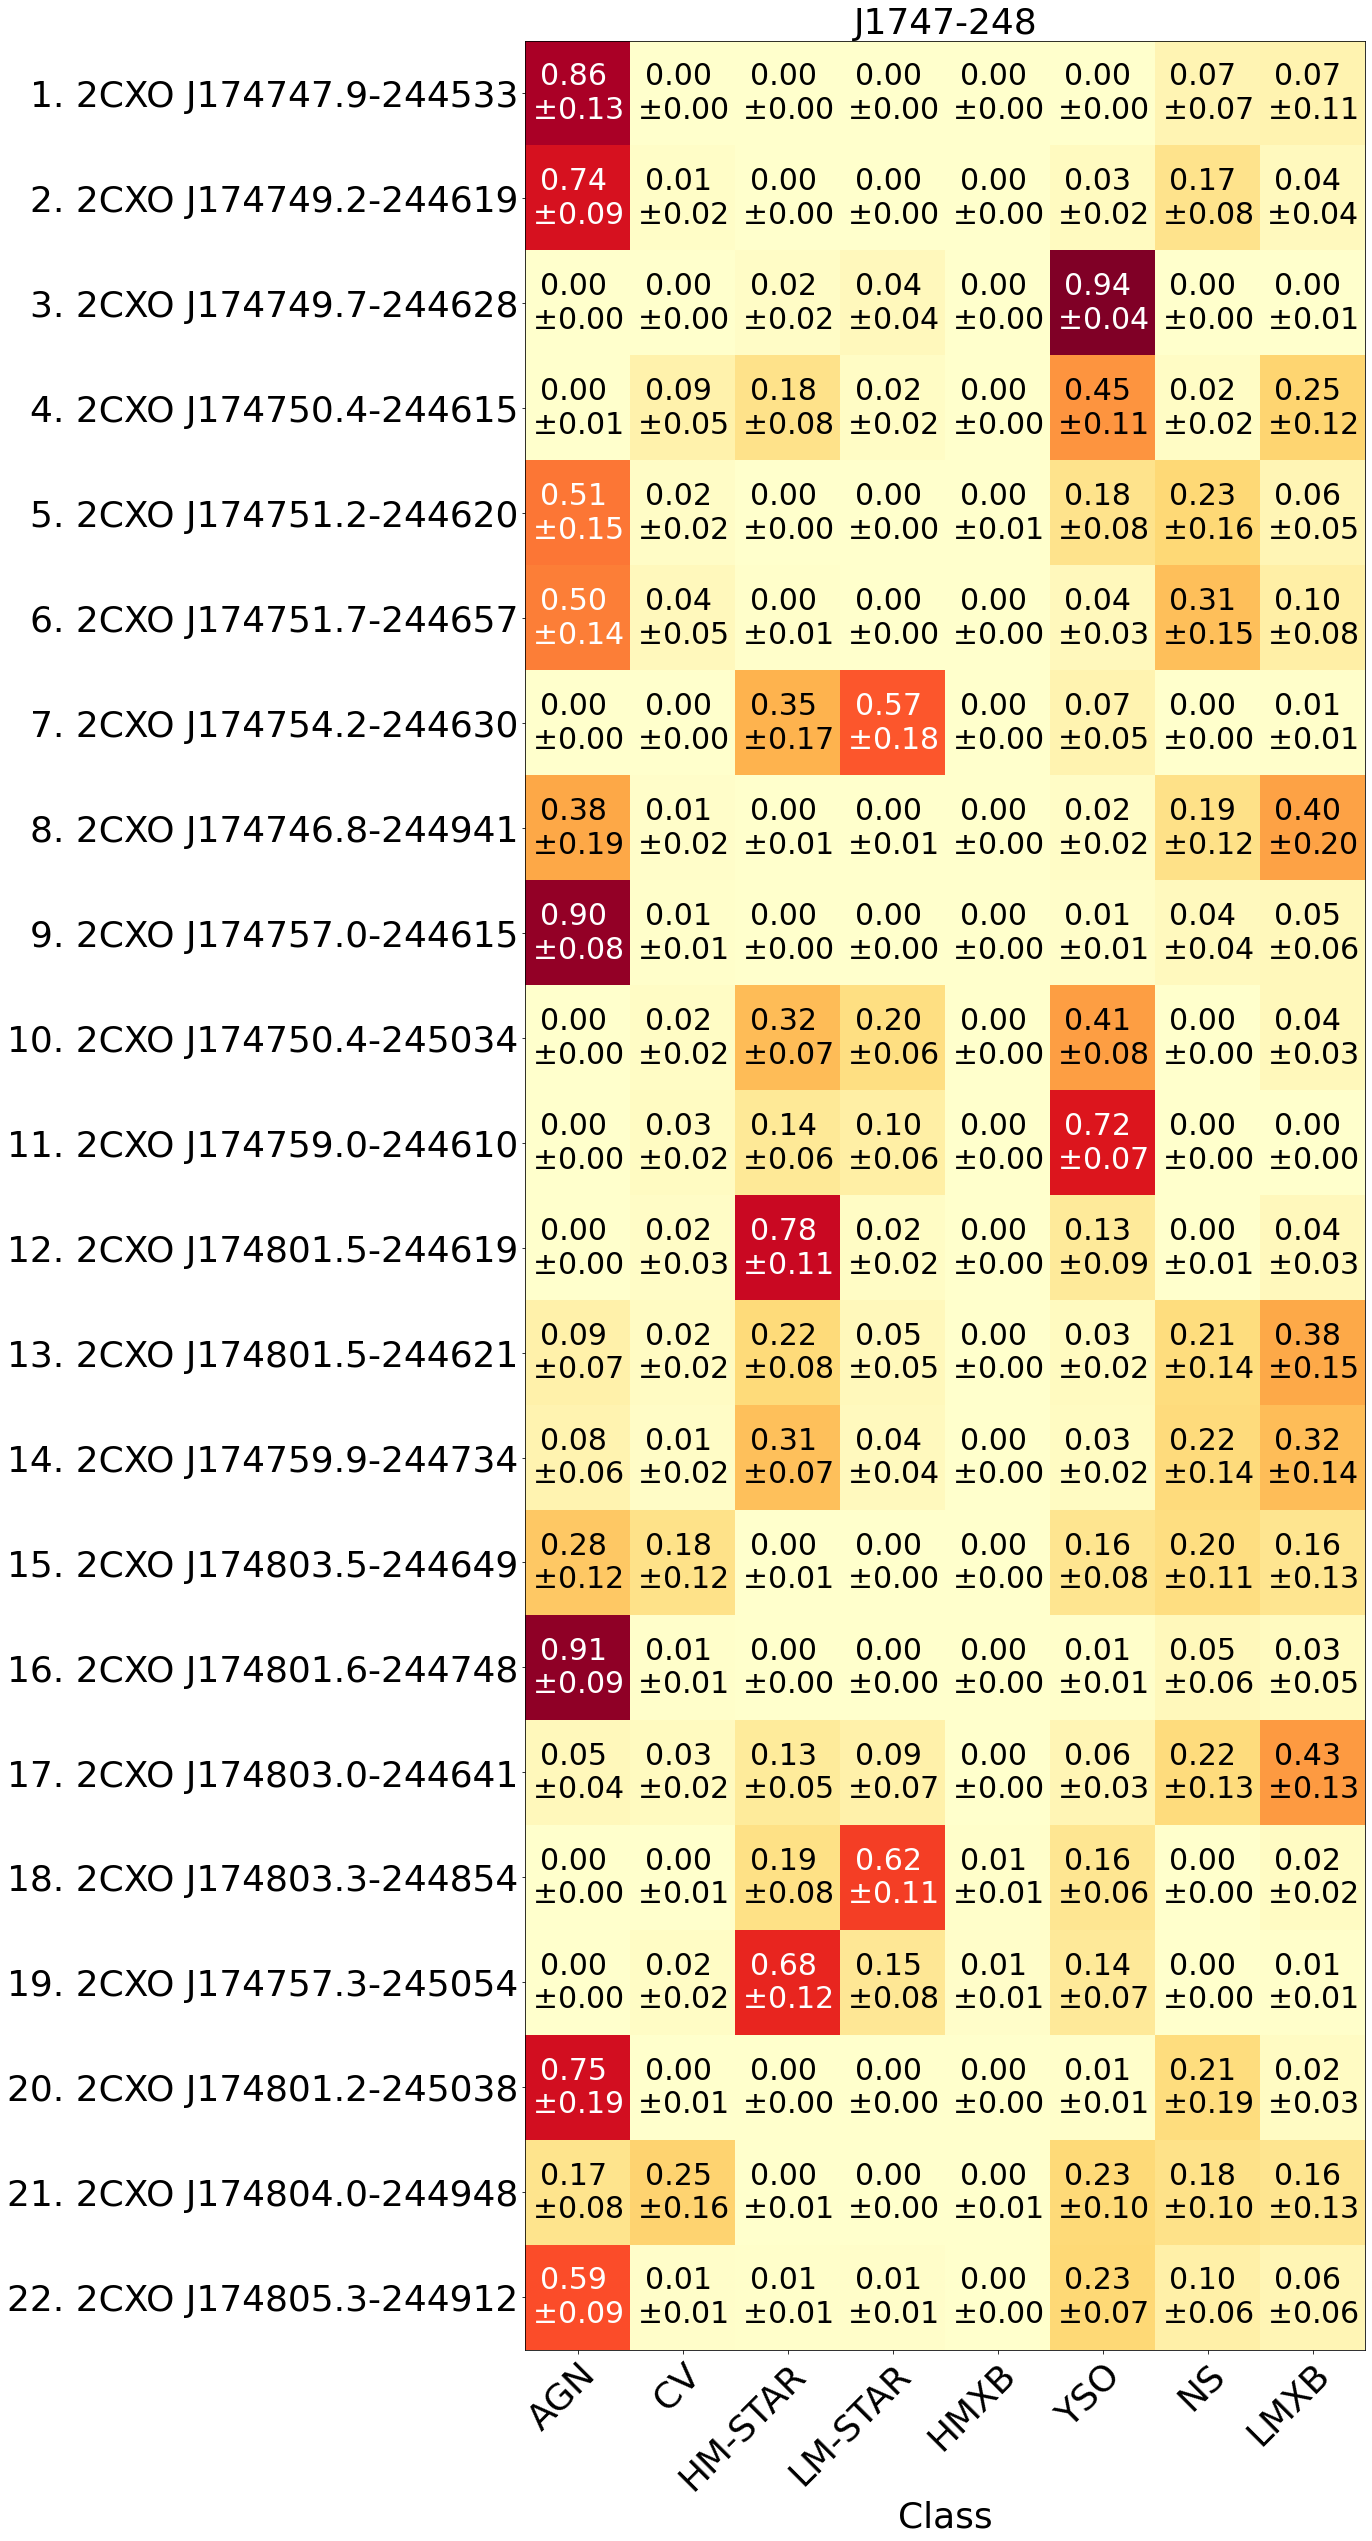 J1747-248
1. 2CXO J174747.9-244533 0.86 0.00 0.00 0.00 0.00 0.00 0.07 0.07
±0.13 ±0.00 ±0.00 ±0.00 ±0.00 ±0.00 ±0.07 ±0.11
2. 2CXO J174749.2-244619 0.74 0.01 0.00 0.00 0.00 0.03 0.17 0.04
±0.09 ±0.02 ±0.00 ±0.00 ±0.00 ±0.02 ±0.08 ±0.04
3. 2CXO J174749.7-244628 0.00 0.00 0.02 0.04 0.00 0.94 0.00 0.00
±0.00 ±0.00 ±0.02 ±0.04 ±0.00 ±0.04 ±0.00 ±0.01
4. 2CXO J174750.4-244615 0.00 0.09 0.18 0.02 0.00 0.45 0.02 0.25
±0.01 ±0.05 ±0.08 ±0.02 ±0.00 ±0.11 ±0.02 ±0.12
5. 2CXO J174751.2-244620 0.51 0.02 0.00 0.00 0.00 0.18 0.23 0.06
±0.15 ±0.02 ±0.00 ±0.00 ±0.01 ±0.08 ±0.16 ±0.05
6. 2CXO J174751.7-244657 0.50 0.04 0.00 0.00 0.00 0.04 0.31 0.10
±0.14 ±0.05 ±0.01 ±0.00 ±0.00 ±0.03 ±0.15 ±0.08
7. 2CXO J174754.2-244630 0.00 0.00 0.35 0.57 0.00 0.07 0.00 0.01
±0.00 ±0.00 ±0.17 ±0.18 ±0.00 ±0.05 ±0.00 ±0.01
8. 2CXO J174746.8-244941 0.38 0.01 0.00 0.00 0.00 0.02 0.19 0.40
±0.19 ±0.02 ±0.01 ±0.01 ±0.00 ±0.02 ±0.12 ±0.20
9. 2CXO J174757.0-244615 0.90 0.01 0.00 0.00 0.00 0.01 0.04 0.05
±0.08 ±0.01 ±0.00 ±0.00 ±0.00 ±0.01 ±0.04 ±0.06
10. 2CXO J174750.4-245034 0.00 0.02 0.32 0.20 0.00 0.41 0.00 0.04
±0.00 ±0.02 ±0.07 ±0.06 ±0.00 ±0.08 ±0.00 ±0.03
11. 2CXO J174759.0-244610 0.00 0.03 0.14 0.10 0.00 0.72 0.00 0.00
±0.00 ±0.02 ±0.06 ±0.06 ±0.00 ±0.07 ±0.00 ±0.00
12. 2CXO J174801.5-244619 0.00 0.02 0.78 0.02 0.00 0.13 0.00 0.04
±0.00 ±0.03 ±0.11 ±0.02 ±0.00 ±0.09 ±0.01 ±0.03
13. 2CXO J174801.5-244621 0.09 0.02 0.22 0.05 0.00 0.03 0.21 0.38
±0.07 ±0.02 ±0.08 ±0.05 ±0.00 ±0.02 ±0.14 ±0.15
14. 2CXO J174759.9-244734 0.08 0.01 0.31 0.04 0.00 0.03 0.22 0.32
±0.06 ±0.02 ±0.07 ±0.04 ±0.00 ±0.02 ±0.14 ±0.14
15. 2CXO J174803.5-244649 0.28 0.18 0.00 0.00 0.00 0.16 0.20 0.16
±0.12 ±0.12 ±0.01 ±0.00 ±0.00 ±0.08 ±0.11 ±0.13
16. 2CXO J174801.6-244748 0.91 0.01 0.00 0.00 0.00 0.01 0.05 0.03
±0.09 ±0.01 ±0.00 ±0.00 ±0.00 ±0.01 ±0.06 ±0.05
17. 2CXO J174803.0-244641 0.05 0.03 0.13 0.09 0.00 0.06 0.22 0.43
±0.04 ±0.02 ±0.05 ±0.07 ±0.00 ±0.03 ±0.13 ±0.13
18. 2CXO J174803.3-244854 0.00 0.00 0.19 0.62 0.01 0.16 0.00 0.02
±0.00 ±0.01 ±0.08 ±0.11 ±0.01 ±0.06 ±0.00 ±0.02
19. 2CXO J174757.3-245054 0.00 0.02 0.68 0.15 0.01 0.14 0.00 0.01
±0.00 ±0.02 ±0.12 ±0.08 ±0.01 ±0.07 ±0.00 ±0.01
20. 2CXO J174801.2-245038 0.75 0.00 0.00 0.00 0.00 0.01 0.21 0.02
±0.19 ±0.01 ±0.00 ±0.00 ±0.00 ±0.01 ±0.19 ±0.03
21. 2CXO J174804.0-244948 0.17 0.25 0.00 0.00 0.00 0.23 0.18 0.16
±0.08 ±0.16 ±0.01 ±0.00 ±0.01 ±0.10 ±0.10 ±0.13
22. 2CXO J174805.3-244912 0.59 0.01 0.01 0.01 0.00 0.23 0.10 0.06
±0.09 ±0.01 ±0.01 ±0.01 ±0.00 ±0.07 ±0.06 ±0.06
AGN CV HM-STAR LM-STAR HMXB YSO NS LMXB
Class